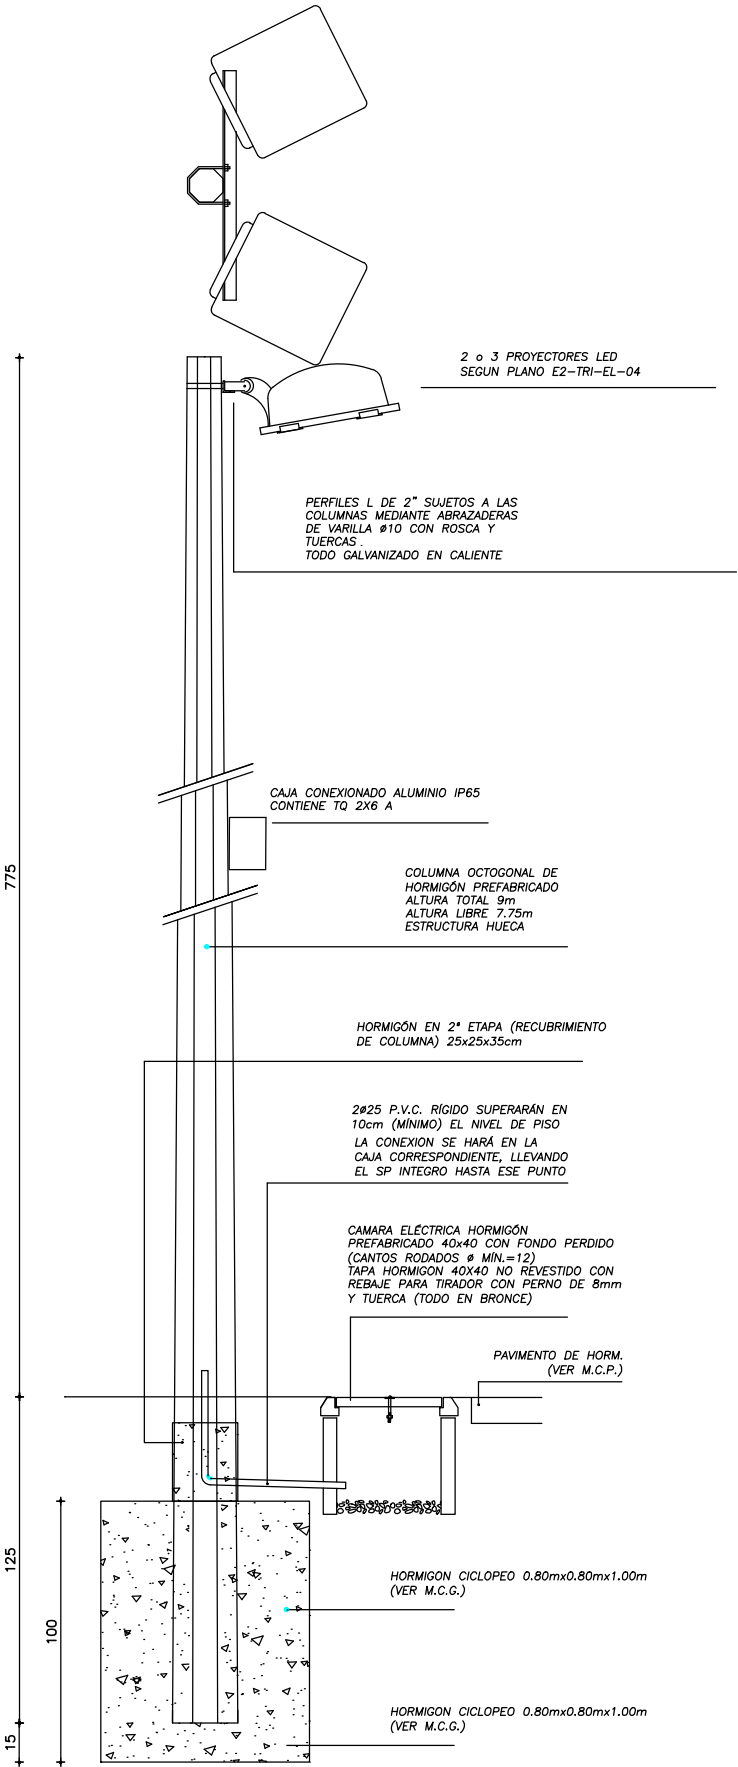 2 o 3 PROYECTORES LED
SEGUN PLANO E2-TRI-EL-04
PERFILES L DE 2" SUJETOS A LAS
COLUMNAS MEDIANTE ABRAZADERAS
DE VARILLA ø10 CON ROSCA Y
TUERCAS .
TODO GALVANIZADO EN CALIENTE
CAJA CONEXIONADO ALUMINIO IP65
CONTIENE TQ 2X6 A
775
COLUMNA OCTOGONAL DE
HORMIGÓN PREFABRICADO
ALTURA TOTAL 9m
ALTURA LIBRE 7.75m
ESTRUCTURA HUECA
HORMIGÓN EN 2ª ETAPA (RECUBRIMIENTO
DE COLUMNA) 25x25x35cm
2ø25 P.V.C. RÍGIDO SUPERARÁN EN
10cm (MÍNIMO) EL NIVEL DE PISO
LA CONEXION SE HARÁ EN LA
CAJA CORRESPONDIENTE, LLEVANDO
EL SP INTEGRO HASTA ESE PUNTO
CAMARA ELÉCTRICA HORMIGÓN
PREFABRICADO 40x40 CON FONDO PERDIDO
(CANTOS RODADOS ø MÍN.=12)
TAPA HORMIGON 40X40 NO REVESTIDO CON
REBAJE PARA TIRADOR CON PERNO DE 8mm
Y TUERCA (TODO EN BRONCE)
PAVIMENTO DE HORM.
(VER M.C.P.)
125
100
HORMIGON CICLOPEO 0.80mx0.80mx1.00m
(VER M.C.G.)
HORMIGON CICLOPEO 0.80mx0.80mx1.00m
(VER M.C.G.)
15